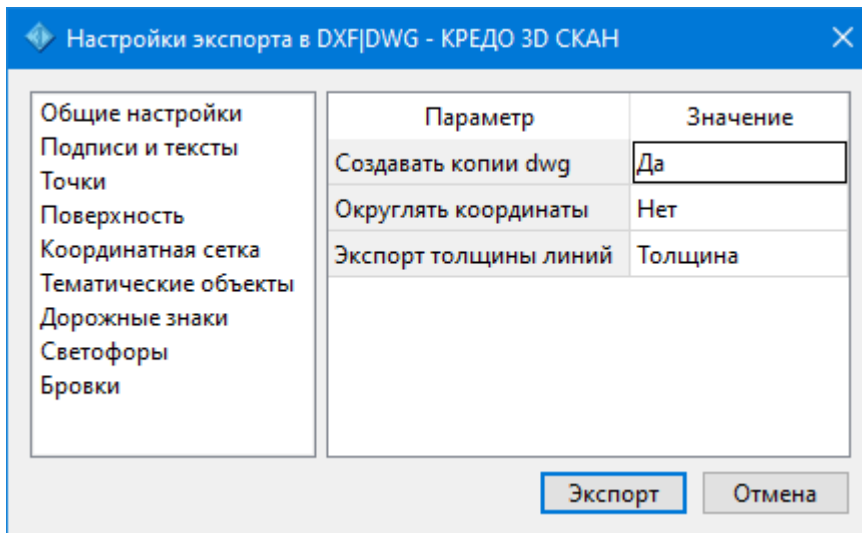 Настройки экспорта в DXF|DWG - КРЕДО 3D СКАН
Общие настройки
Подписи и тексты
Точки
Поверхность
Координатная сетка
Тематические объекты
Дорожные знаки
Светофоры
Бровки
Параметр Значение
Создавать копии dwg Да
Округлять координаты Нет
Экспорт толщины линий Толщина
Экспорт Отмена